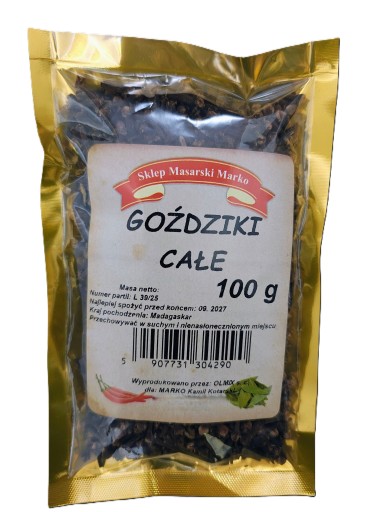 Sklep Masarski Marko
GOŹDZIKI
CAŁE
Masa netto: 100 g
Numer partii: L 39/25
Najlepiej spożyć przed końcem: 09. 2027
Kraj pochodzenia: Madagaskar
Przechowywać w suchym i nienasłonecznionym miejscu
5 907731 304290
Wyprodukowano przez: OLMIX
dla: MARKO Kamil